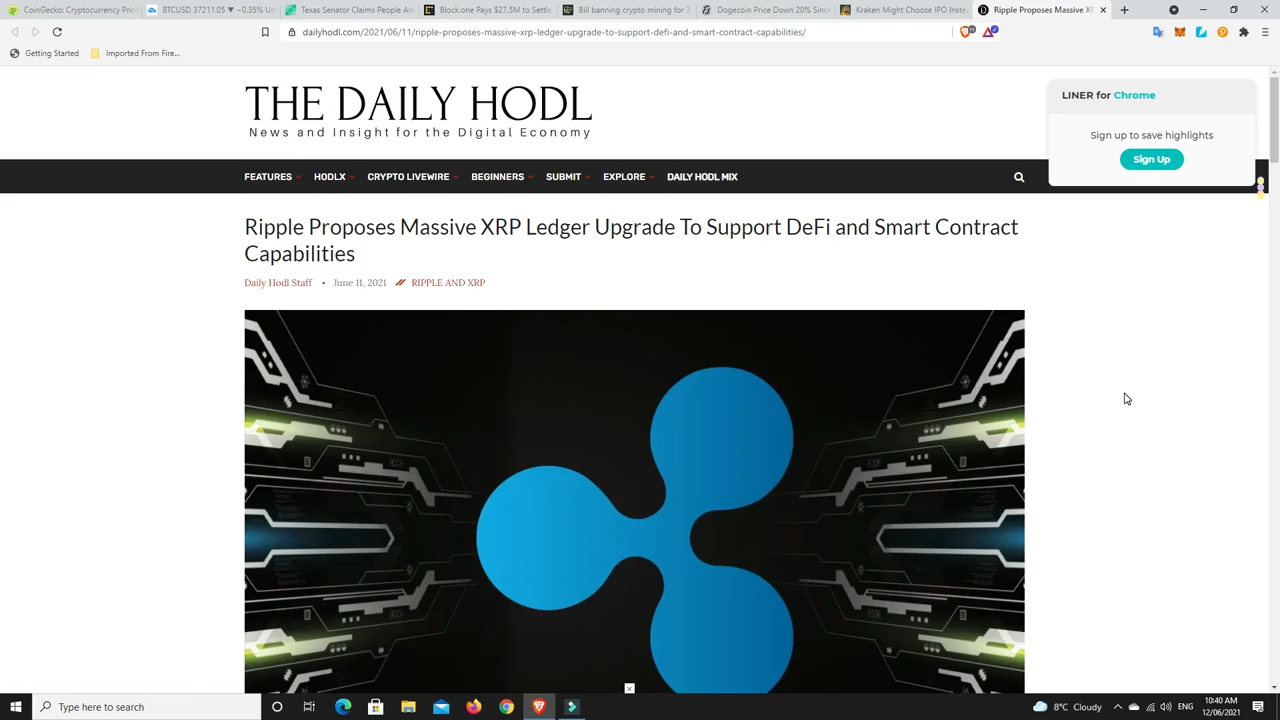 CoinGecko: Cryptocurrency Price
BTCUSD 37211.05 ▼ −0.35% Un
Texas Senator Claims People Are
Block.one Pays $27.5M to Settle
Bill banning crypto mining for 3
Dogecoin Price Down 20% Since
Kraken Might Choose IPO Instea
Ripple Proposes Massive XR
dailyhodl.com/2021/06/11/ripple-proposes-massive-xrp-ledger-upgrade-to-support-defi-and-smart-contract-capabilities/
Getting Started
Imported From Fire...
THE DAILY HODL
News and Insight for the Digital Economy
LINER for Chrome
Sign up to save highlights
Sign Up
FEATURES
HODLX
CRYPTO LIVEWIRE
BEGINNERS
SUBMIT
EXPLORE
DAILY HODL MIX
Ripple Proposes Massive XRP Ledger Upgrade To Support DeFi and Smart Contract
Capabilities
Daily Hodl Staff • June 11, 2021 // RIPPLE AND XRP
Type here to search
8°C Cloudy
ENG
10:40 AM
12/06/2021